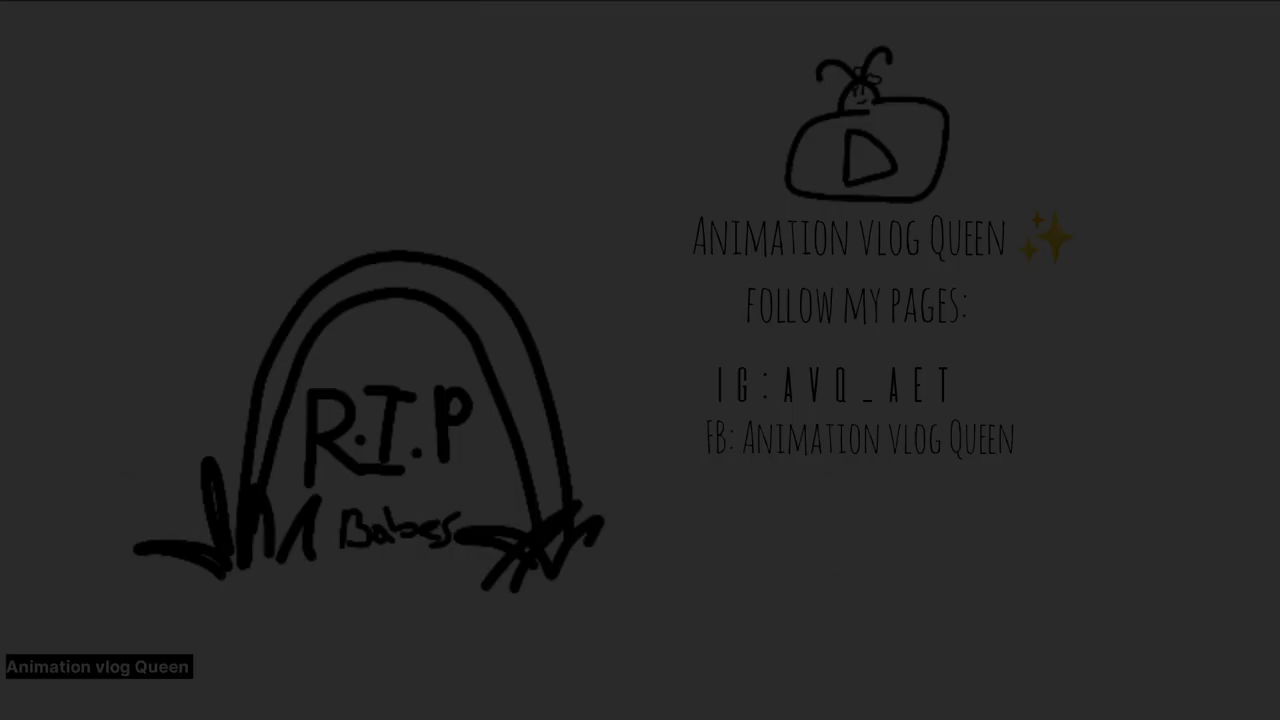 Animation vlog Queen ✨
follow my pages:
IG:AVQ_AET
FB: Animation vlog Queen
R.I.P
Babes
Animation vlog Queen